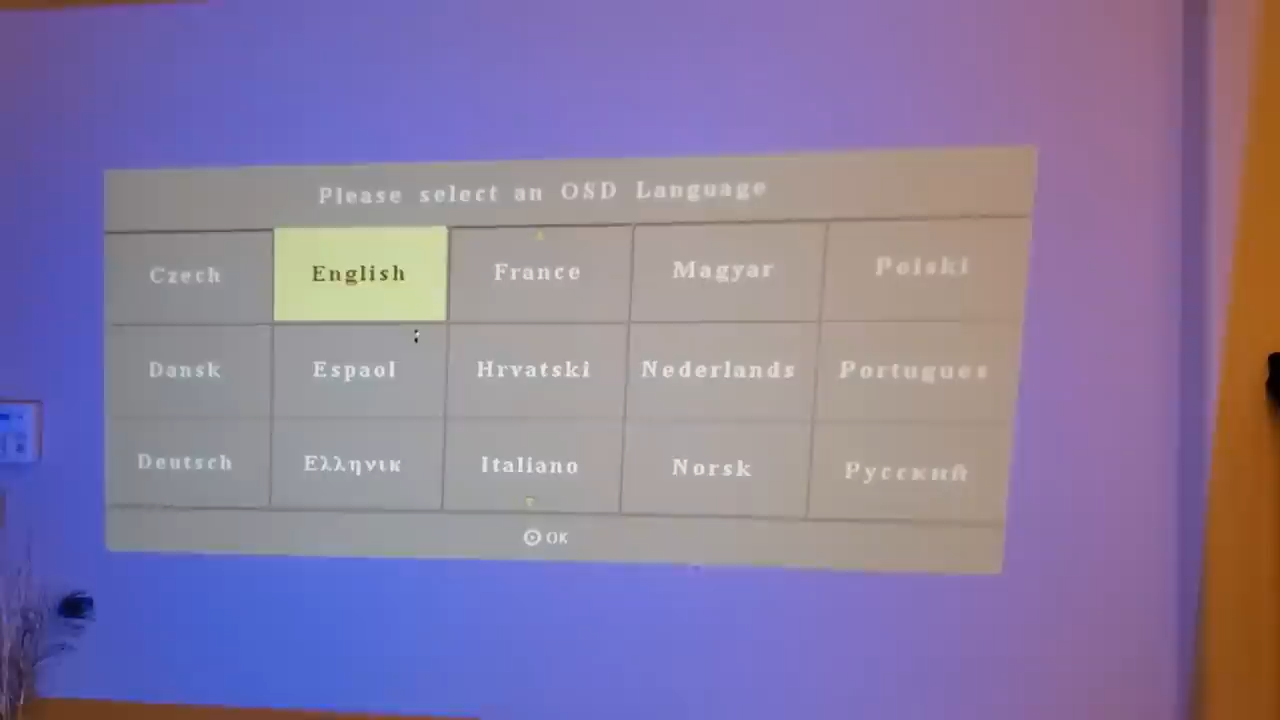 Please select an OSD Language
Czech English France Magyar Polski
Dansk Espaol Hrvatski Nederlands Portugues
Deutsch Ελληνικ Italiano Norsk Русский
OK